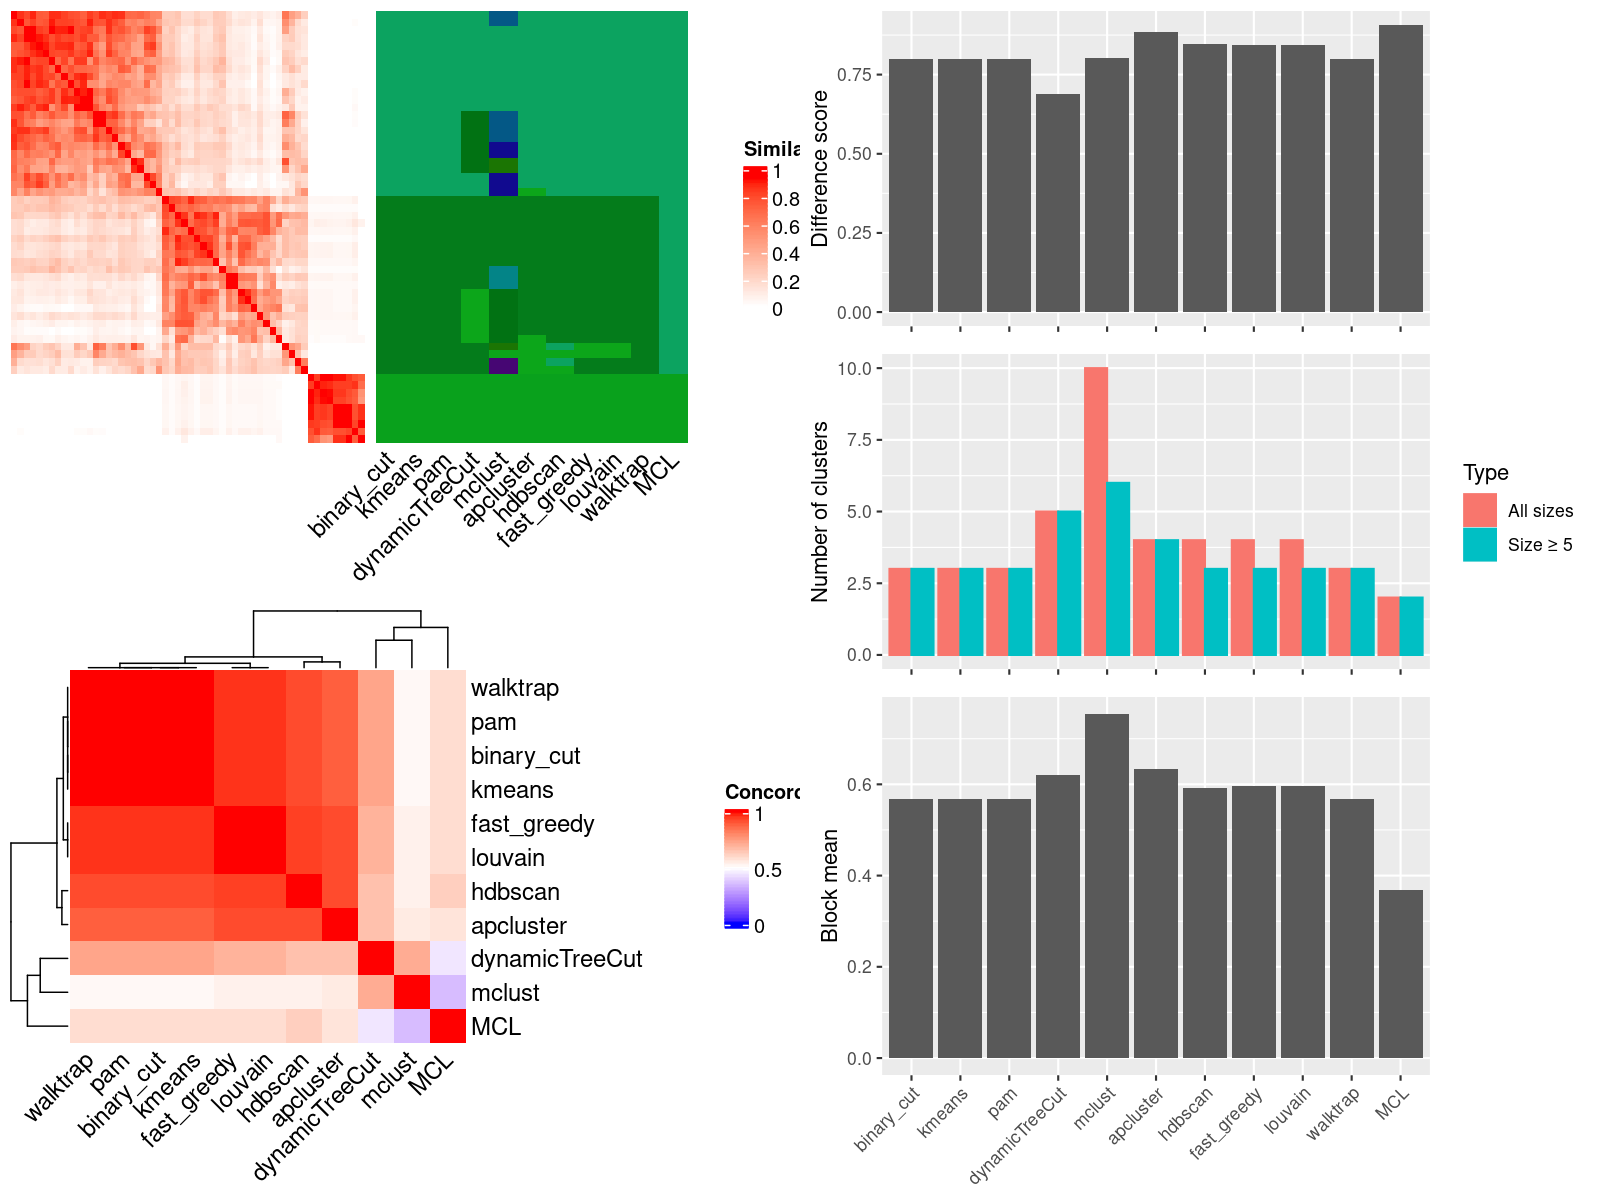 Simila
1
0.8
0.6
0.4
0.2
0
binary_cut
kmeans
pam
dynamicTreeCut
mclust
apcluster
hdbscan
fast_greedy
louvain
walktrap
MCL
walktrap
pam
binary_cut
kmeans
fast_greedy
louvain
hdbscan
apcluster
dynamicTreeCut
mclust
MCL
walktrap
pam
binary_cut
kmeans
fast_greedy
louvain
hdbscan
apcluster
dynamicTreeCut
mclust
MCL
Concord
1
0.5
0
Difference score
0.75
0.50
0.25
0.00
Number of clusters
10.0
7.5
5.0
2.5
0.0
Type
All sizes
Size ≥ 5
Block mean
0.6
0.4
0.2
0.0
binary_cut
kmeans
pam
dynamicTreeCut
mclust
apcluster
hdbscan
fast_greedy
louvain
walktrap
MCL